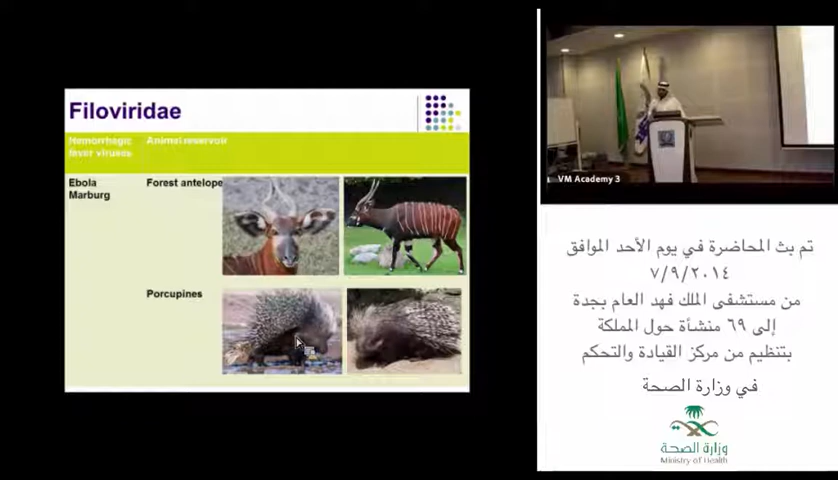 Filoviridae
Hemorrhagic fever viruses
Animal reservoir
Ebola
Marburg
Forest antelope
Porcupines
VM Academy 3
تم بث المحاضرة في يوم الأحد الموافق
٧/٩/٢٠١٤
من مستشفى الملك فهد العام بجدة
إلى ٦٩ منشأة حول المملكة
بتنظيم من مركز القيادة والتحكم
في وزارة الصحة
وزارة الصحة
Ministry of Health